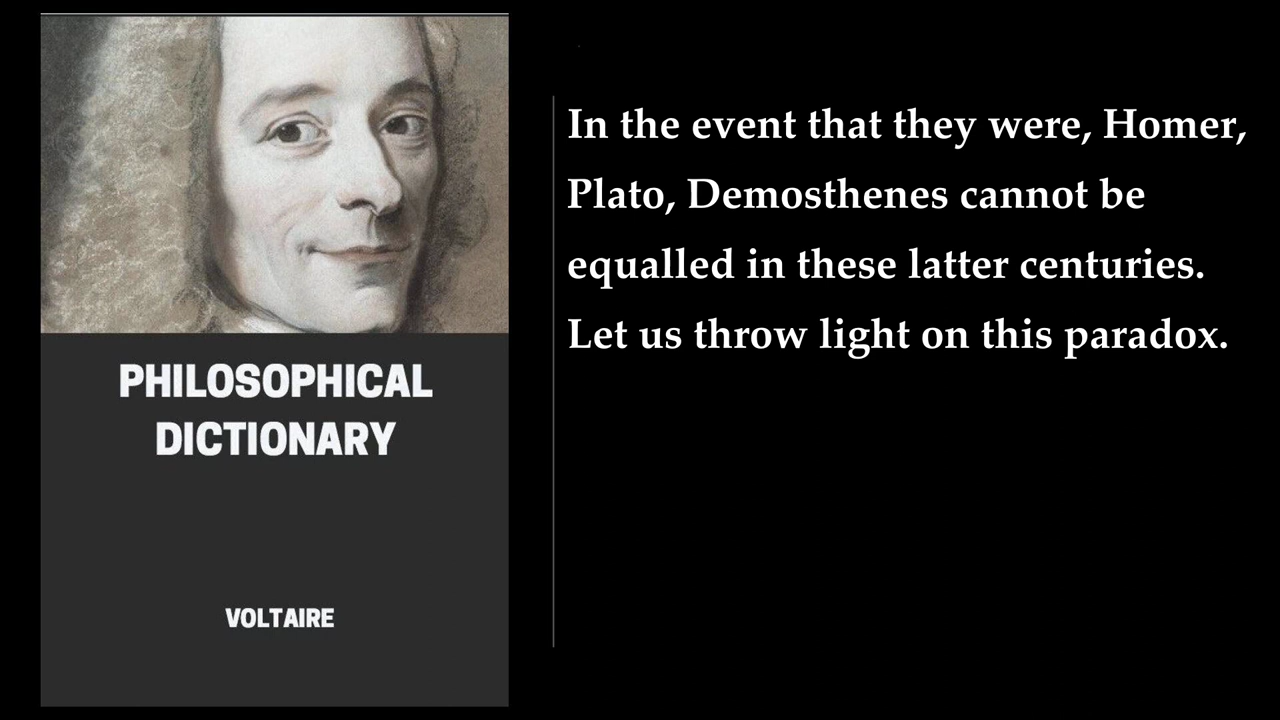 PHILOSOPHICAL
DICTIONARY
VOLTAIRE
In the event that they were, Homer,
Plato, Demosthenes cannot be
equalled in these latter centuries.
Let us throw light on this paradox.